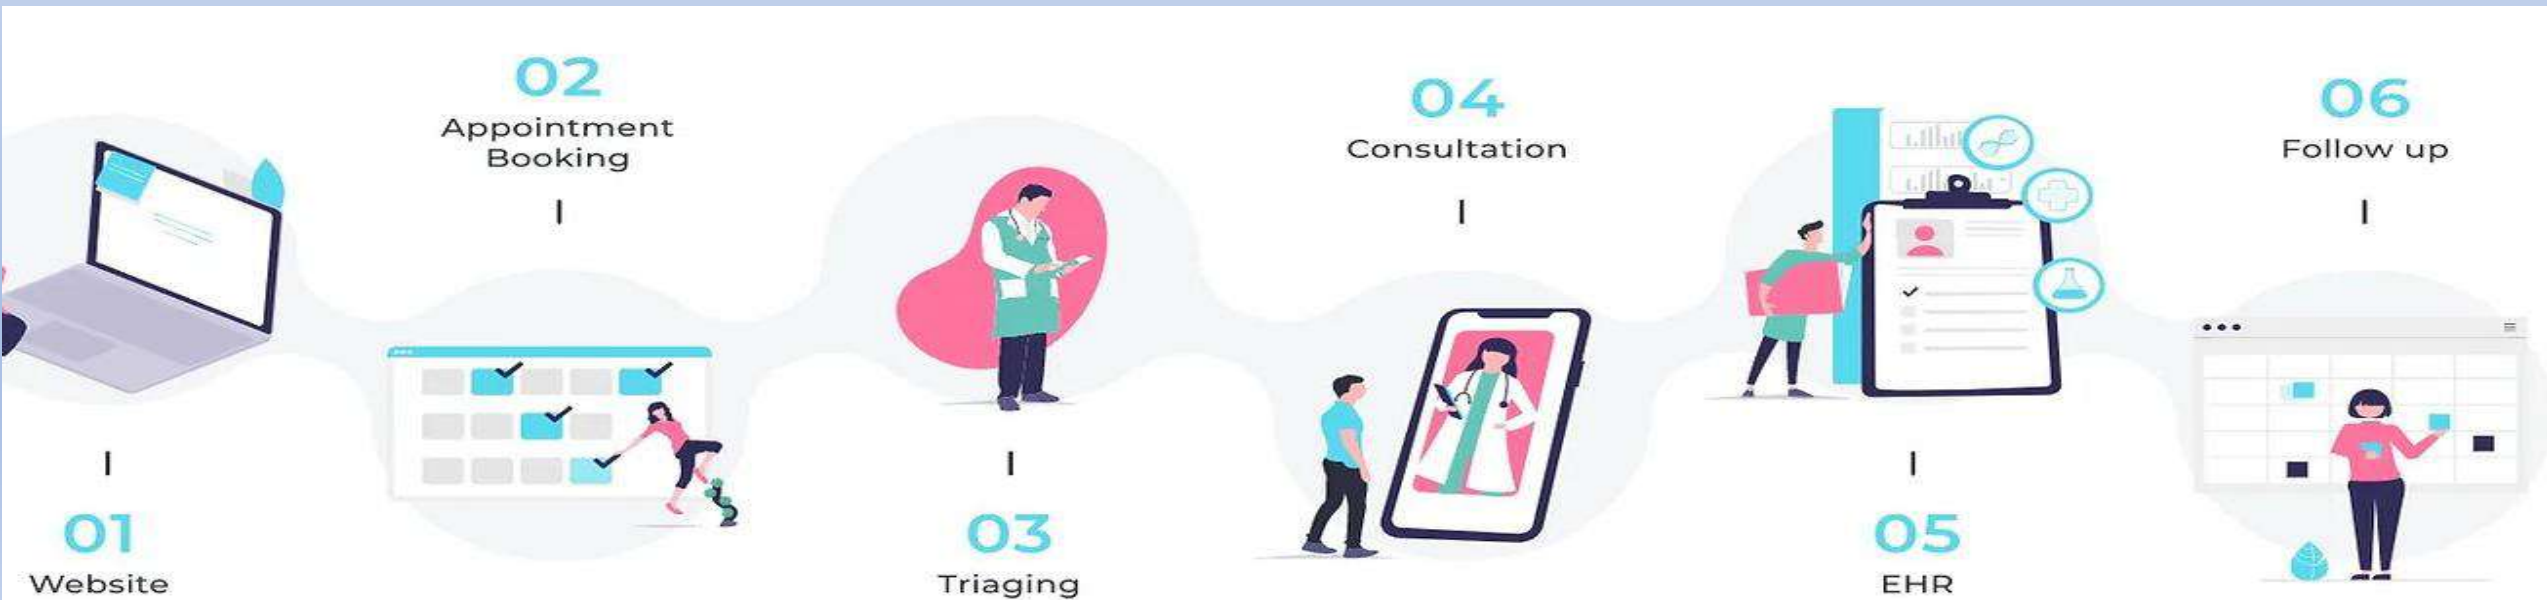 01
Website
02
Appointment
Booking
03
Triaging
04
Consultation
05
EHR
06
Follow up